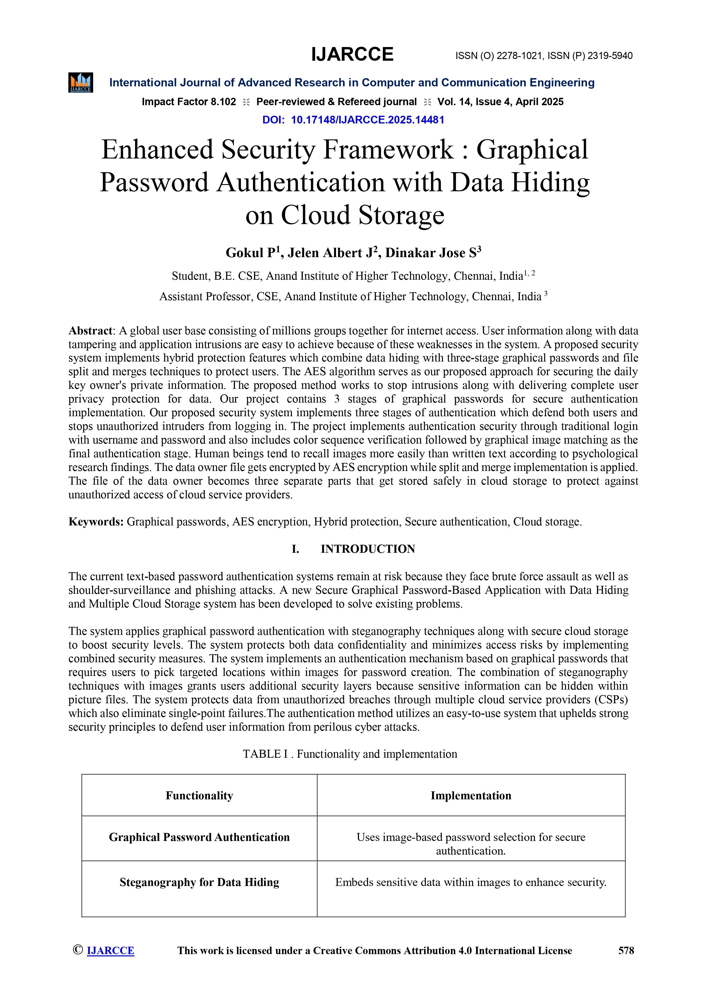 IJARCCE
ISSN (O) 2278-1021, ISSN (P) 2319-5940
IJARCCE
International Journal of Advanced Research in Computer and Communication Engineering
Impact Factor 8.102 Peer-reviewed & Refereed journal Vol. 14, Issue 4, April 2025
DOI: 10.17148/IJARCCE.2025.14481
Enhanced Security Framework : Graphical
Password Authentication with Data Hiding
on Cloud Storage
Gokul P1, Jelen Albert J2, Dinakar Jose S3
Student, B.E. CSE, Anand Institute of Higher Technology, Chennai, India1, 2
Assistant Professor, CSE, Anand Institute of Higher Technology, Chennai, India 3
Abstract: A global user base consisting of millions groups together for internet access. User information along with data
tampering and application intrusions are easy to achieve because of these weaknesses in the system. A proposed security
system implements hybrid protection features which combine data hiding with three-stage graphical passwords and file
split and merges techniques to protect users. The AES algorithm serves as our proposed approach for securing the daily
key owner's private information. The proposed method works to stop intrusions along with delivering complete user
privacy protection for data. Our project contains 3 stages of graphical passwords for secure authentication
implementation. Our proposed security system implements three stages of authentication which defend both users and
stops unauthorized intruders from logging in. The project implements authentication security through traditional login
with username and password and also includes color sequence verification followed by graphical image matching as the
final authentication stage. Human beings tend to recall images more easily than written text according to psychological
research findings. The data owner file gets encrypted by AES encryption while split and merge implementation is applied.
The file of the data owner becomes three separate parts that get stored safely in cloud storage to protect against
unauthorized access of cloud service providers.
Keywords: Graphical passwords, AES encryption, Hybrid protection, Secure authentication, Cloud storage.
I. INTRODUCTION
The current text-based password authentication systems remain at risk because they face brute force assault as well as
shoulder-surveillance and phishing attacks. A new Secure Graphical Password-Based Application with Data Hiding
and Multiple Cloud Storage system has been developed to solve existing problems.
The system applies graphical password authentication with steganography techniques along with secure cloud storage
to boost security levels. The system protects both data confidentiality and minimizes access risks by implementing
combined security measures. The system implements an authentication mechanism based on graphical passwords that
requires users to pick targeted locations within images for password creation. The combination of steganography
techniques with images grants users additional security layers because sensitive information can be hidden within
picture files. The system protects data from unauthorized breaches through multiple cloud service providers (CSPs)
which also eliminate single-point failures.The authentication method utilizes an easy-to-use system that upholds strong
security principles to defend user information from perilous cyber attacks.
TABLE I . Functionality and implementation
Functionality
Implementation
Graphical Password Authentication
Uses image-based password selection for secure
authentication.
Steganography for Data Hiding
Embeds sensitive data within images to enhance security.
© IJARCCE
This work is licensed under a Creative Commons Attribution 4.0 International License
578